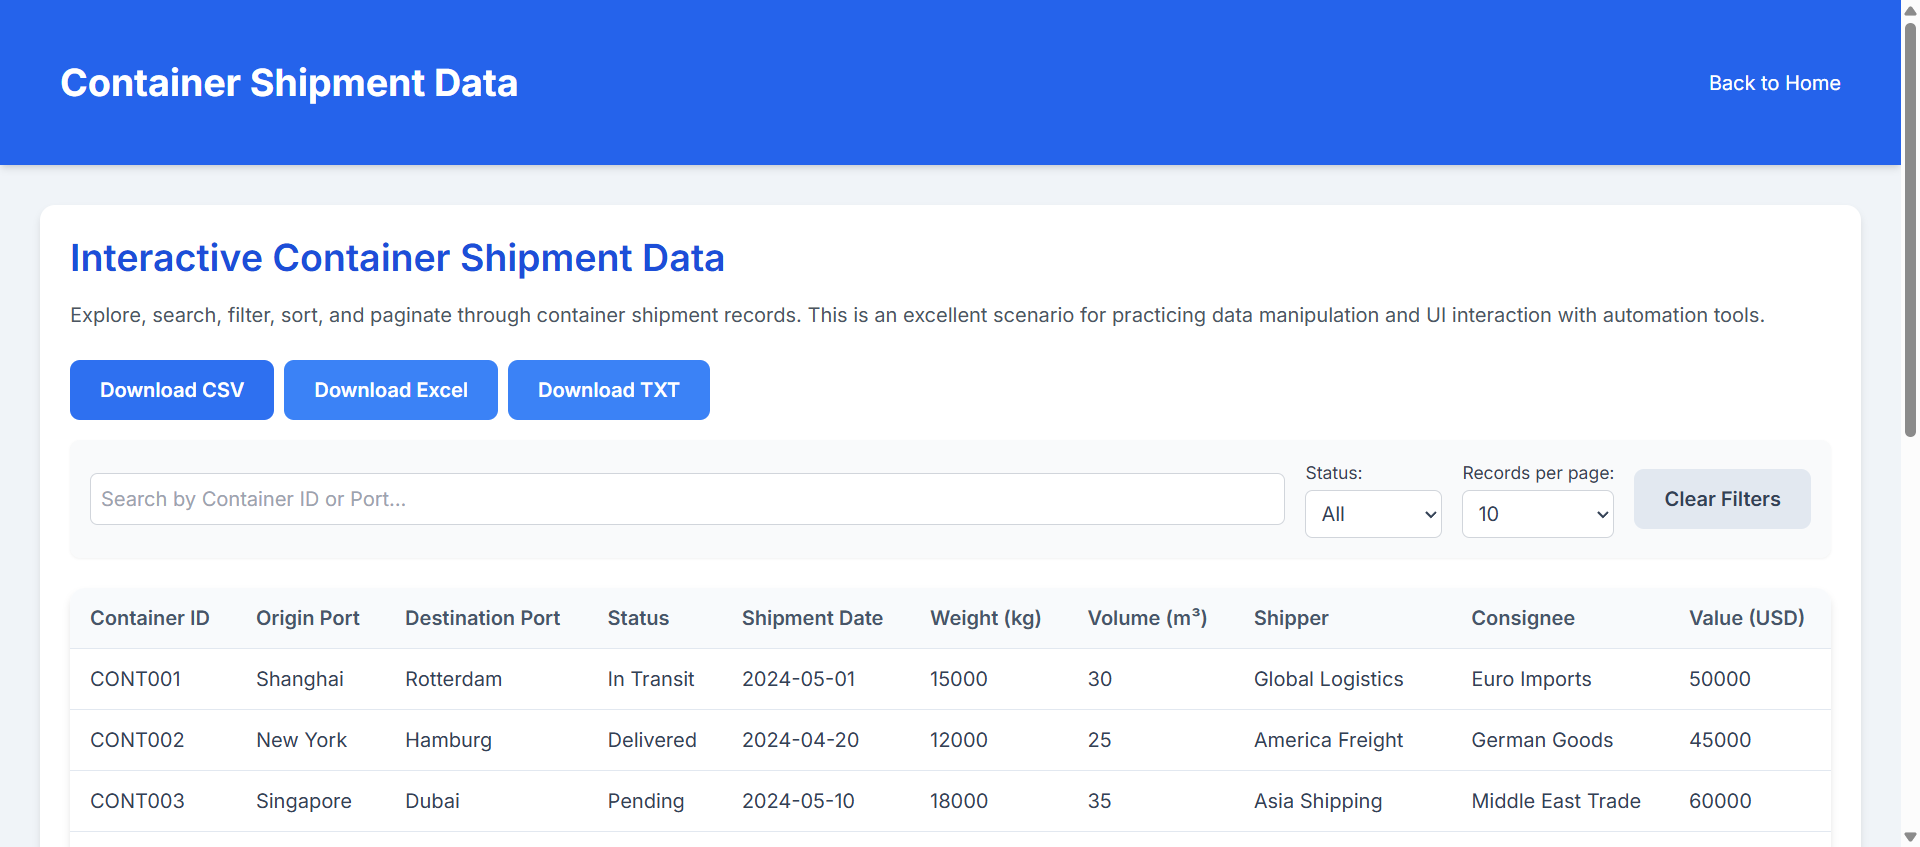 Container Shipment Data
Back to Home
Interactive Container Shipment Data
Explore, search, filter, sort, and paginate through container shipment records. This is an excellent scenario for practicing data manipulation and UI interaction with automation tools.
Download CSV Download Excel Download TXT
Search by Container ID or Port...
Status:
All
Records per page:
10
Clear Filters
Container ID Origin Port Destination Port Status Shipment Date Weight (kg) Volume (m³) Shipper Consignee Value (USD)
CONT001 Shanghai Rotterdam In Transit 2024-05-01 15000 30 Global Logistics Euro Imports 50000
CONT002 New York Hamburg Delivered 2024-04-20 12000 25 America Freight German Goods 45000
CONT003 Singapore Dubai Pending 2024-05-10 18000 35 Asia Shipping Middle East Trade 60000